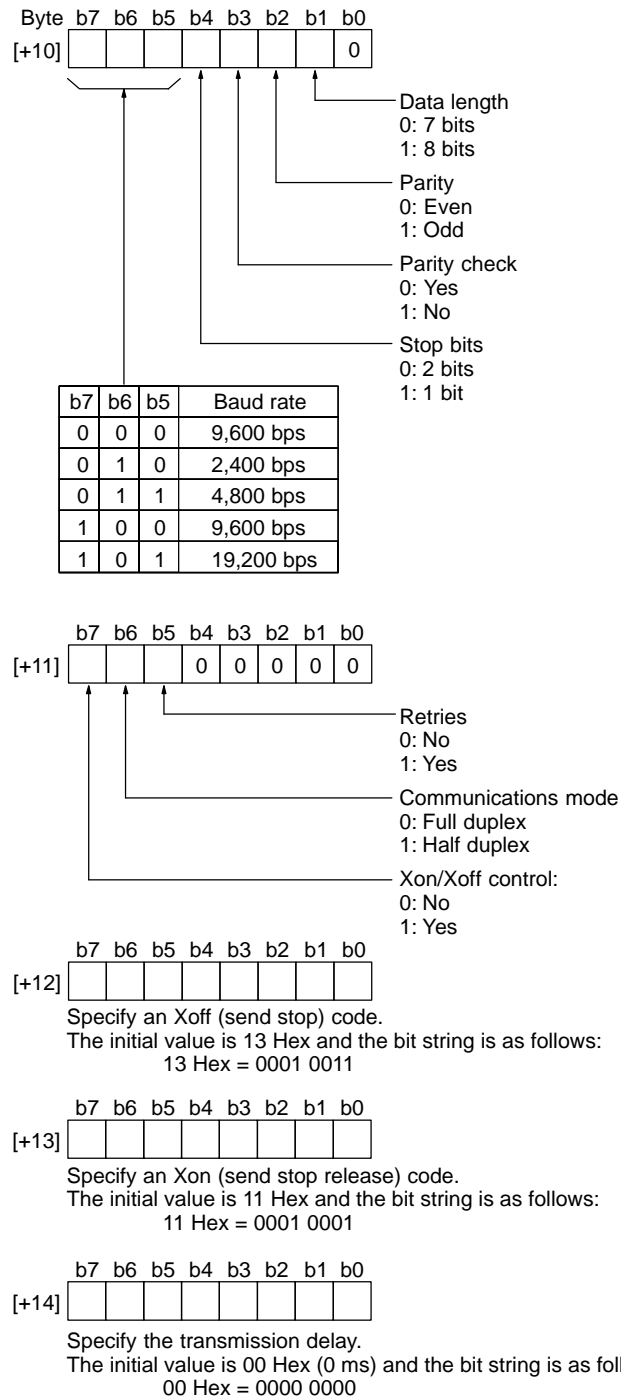 Byte b7 b6 b5 b4 b3 b2 b1 b0
[+10] 0
Data length
0: 7 bits
1: 8 bits
Parity
0: Even
1: Odd
Parity check
0: Yes
1: No
Stop bits
0: 2 bits
1: 1 bit
b7 b6 b5 Baud rate
0 0 0 9,600 bps
0 1 0 2,400 bps
0 1 1 4,800 bps
1 0 0 9,600 bps
1 0 1 19,200 bps
b7 b6 b5 b4 b3 b2 b1 b0
[+11] 0 0 0 0 0
Retries
0: No
1: Yes
Communications mode
0: Full duplex
1: Half duplex
Xon/Xoff control:
0: No
1: Yes
b7 b6 b5 b4 b3 b2 b1 b0
[+12]
Specify an Xoff (send stop) code.
The initial value is 13 Hex and the bit string is as follows:
13 Hex = 0001 0011
b7 b6 b5 b4 b3 b2 b1 b0
[+13]
Specify an Xon (send stop release) code.
The initial value is 11 Hex and the bit string is as follows:
11 Hex = 0001 0001
b7 b6 b5 b4 b3 b2 b1 b0
[+14]
Specify the transmission delay.
The initial value is 00 Hex (0 ms) and the bit string is as
00 Hex = 0000 0000